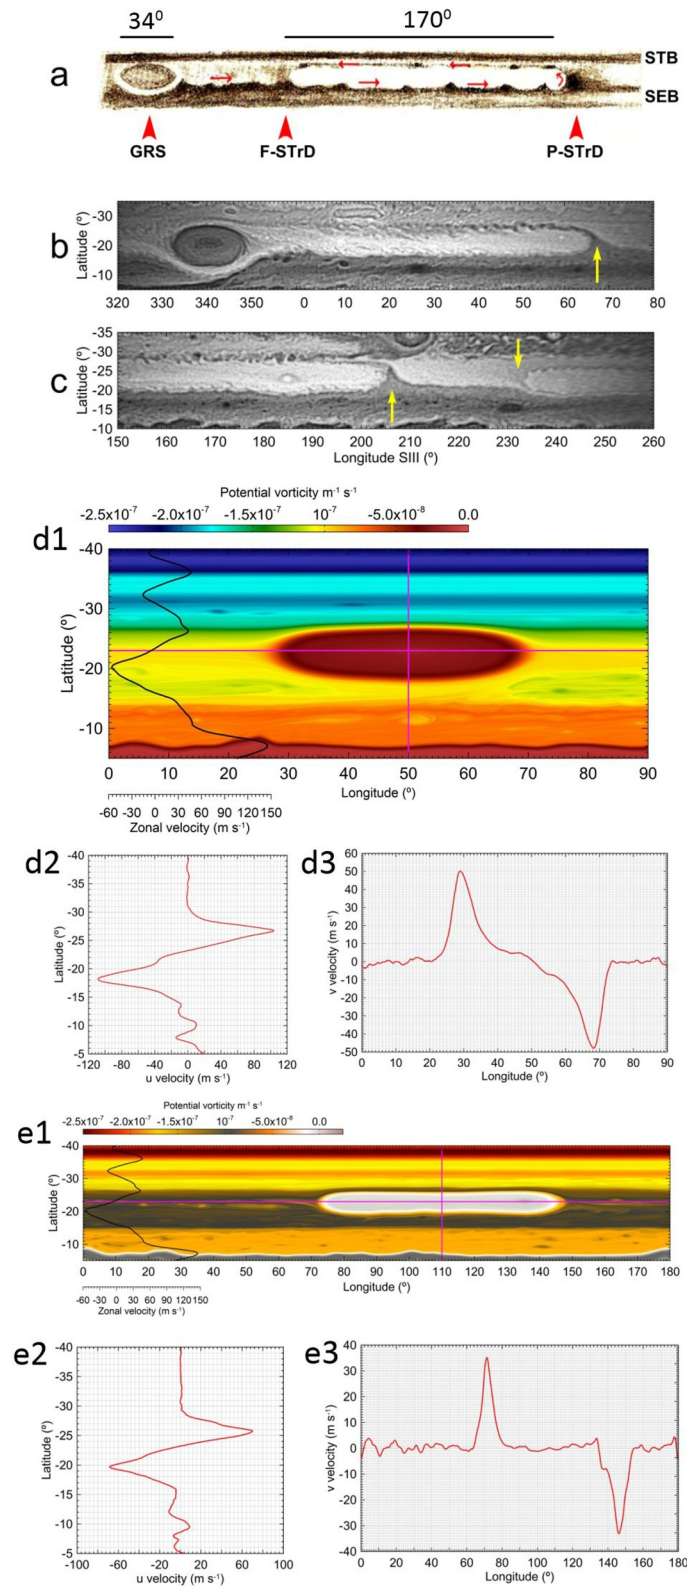 34⁰ 170⁰
a
STB
SEB
GRS F-STrD P-STrD
b
Latitude (º)
-30
-20
-10
320 330 340 350 0 10 20 30 40 50 60 70 80
c
Latitude (º)
-35
-30
-25
-20
-15
-10
150 160 170 180 190 200 210 220 230 240 250 260
Longitude SIII (º)
Potential vorticity m⁻¹ s⁻¹
-2.5x10⁻⁷ -2.0x10⁻⁷ -1.5x10⁻⁷ 10⁻⁷ -5.0x10⁻⁸ 0.0
d1
Latitude (º)
-40
-30
-20
-10
0 10 20 30 40 50 60 70 80 90
Longitude (º)
-60 -30 0 30 60 90 120 150
Zonal velocity (m s⁻¹)
d2
Latitude (º)
-40
-35
-30
-25
-20
-15
-10
-5
-120 -80 -40 0 40 80 120
u velocity (m s⁻¹)
d3
v velocity (m s⁻¹)
60
50
40
30
20
10
0
-10
-20
-30
-40
-50
0 10 20 30 40 50 60 70 80 90
Longitude (º)
Potential vorticity m⁻¹ s⁻¹
-2.5x10⁻⁷ -2.0x10⁻⁷ -1.5x10⁻⁷ 10⁻⁷ -5.0x10⁻⁸ 0.0
e1
Latitude (º)
-40
-30
-20
-10
0 10 20 30 40 50 60 70 80 90 100 110 120 130 140 150 160 170 180
Longitude (º)
-60 -30 0 30 60 90 120 150
Zonal velocity (m s⁻¹)
e2
Latitude (º)
-40
-35
-30
-25
-20
-15
-10
-5
-100 -60 -20 20 60 100
u velocity (m s⁻¹)
e3
v velocity (m s⁻¹)
40
30
20
10
0
-10
-20
-30
-40
0 20 40 60 80 100 120 140 160 180
Longitude (º)